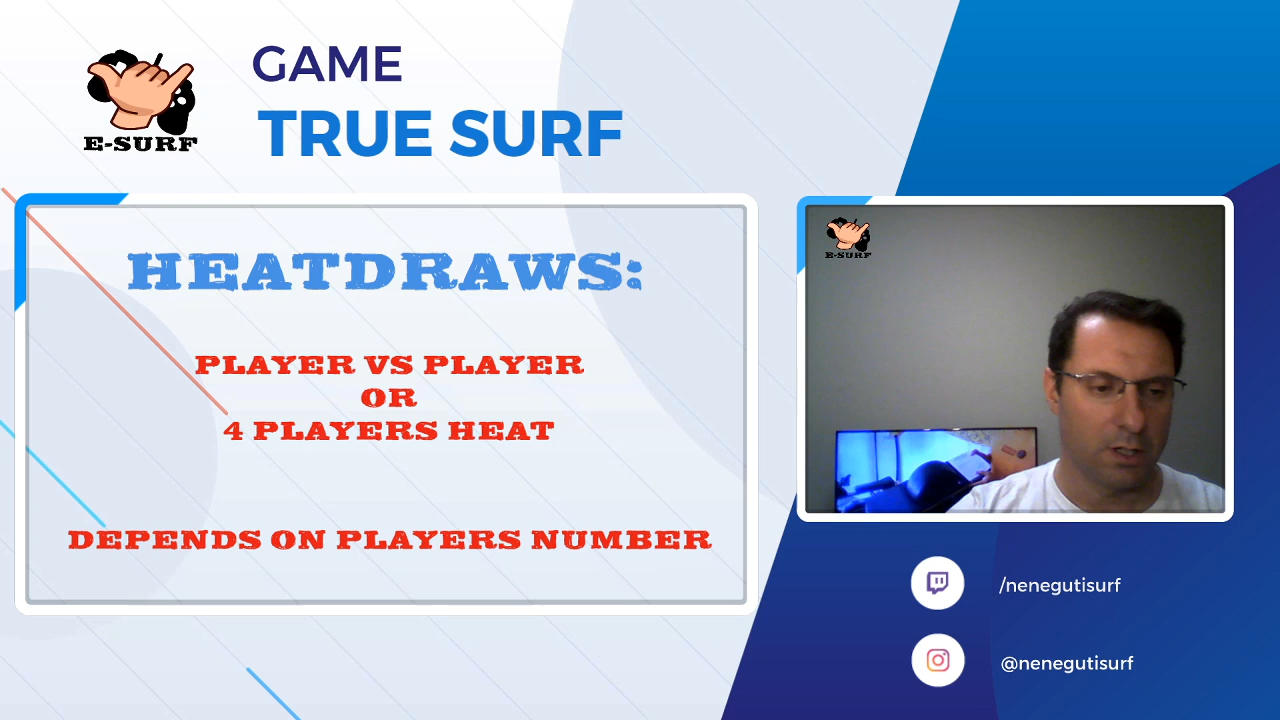 E-SURF
GAME
TRUE SURF
HEATDRAWS:
PLAYER VS PLAYER
OR
4 PLAYERS HEAT
DEPENDS ON PLAYERS NUMBER
E-SURF
/nenegutisurf
@nenegutisurf